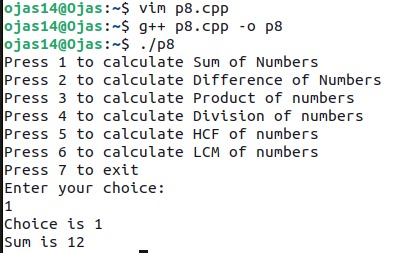 ojas14@Ojas:~$ vim p8.cpp
ojas14@Ojas:~$ g++ p8.cpp -o p8
ojas14@Ojas:~$ ./p8
Press 1 to calculate Sum of Numbers
Press 2 to calculate Difference of Numbers
Press 3 to calculate Product of numbers
Press 4 to calculate Division of numbers
Press 5 to calculate HCF of numbers
Press 6 to calculate LCM of numbers
Press 7 to exit
Enter your choice:
1
Choice is 1
Sum is 12